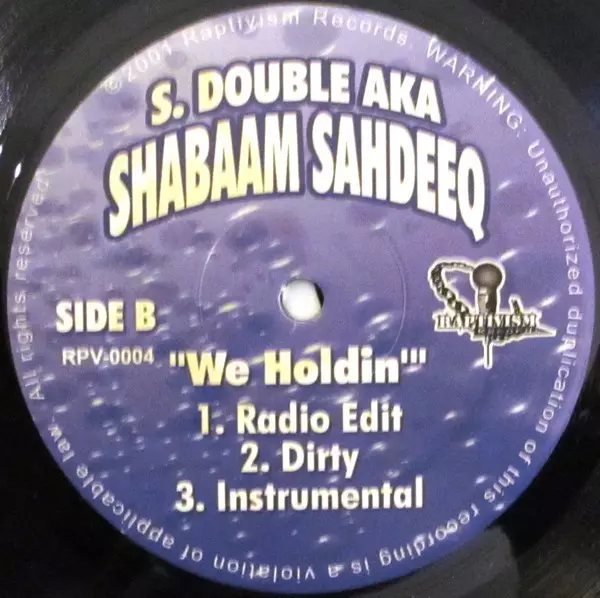 ©2001 Raptivism Records. WARNING: Unauthorized duplication of this recording is a violation of applicable law. All rights reserved.
S. DOUBLE AKA
SHABAAM SAHDEEQ
SIDE B
RAPTIVISM
RPV-0004
"We Holdin'"
1. Radio Edit
2. Dirty
3. Instrumental